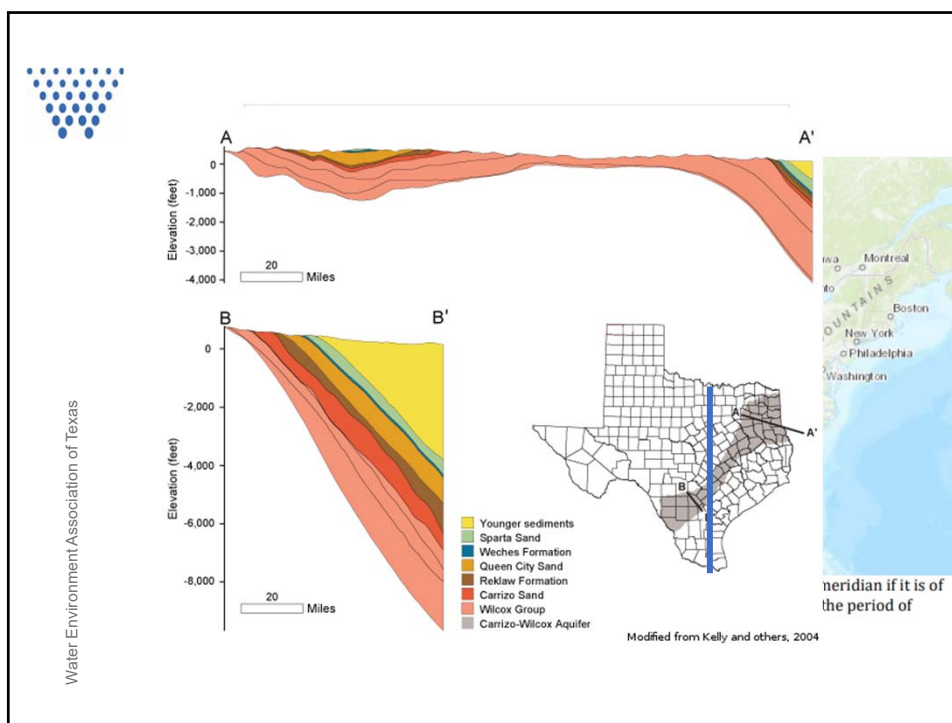 A
A'
Elevation (feet)
0
-1,000
-2,000
-3,000
-4,000
20
Miles
B
B'
Elevation (feet)
0
-2,000
-4,000
-6,000
-8,000
20
Miles
Younger sediments
Sparta Sand
Weches Formation
Queen City Sand
Reklaw Formation
Carrizo Sand
Wilcox Group
Carrizo-Wilcox Aquifer
A
A'
B
Modified from Kelly and others, 2004
Montreal
Boston
New York
Philadelphia
Washington
meridian if it is of
the period of
Water Environment Association of Texas